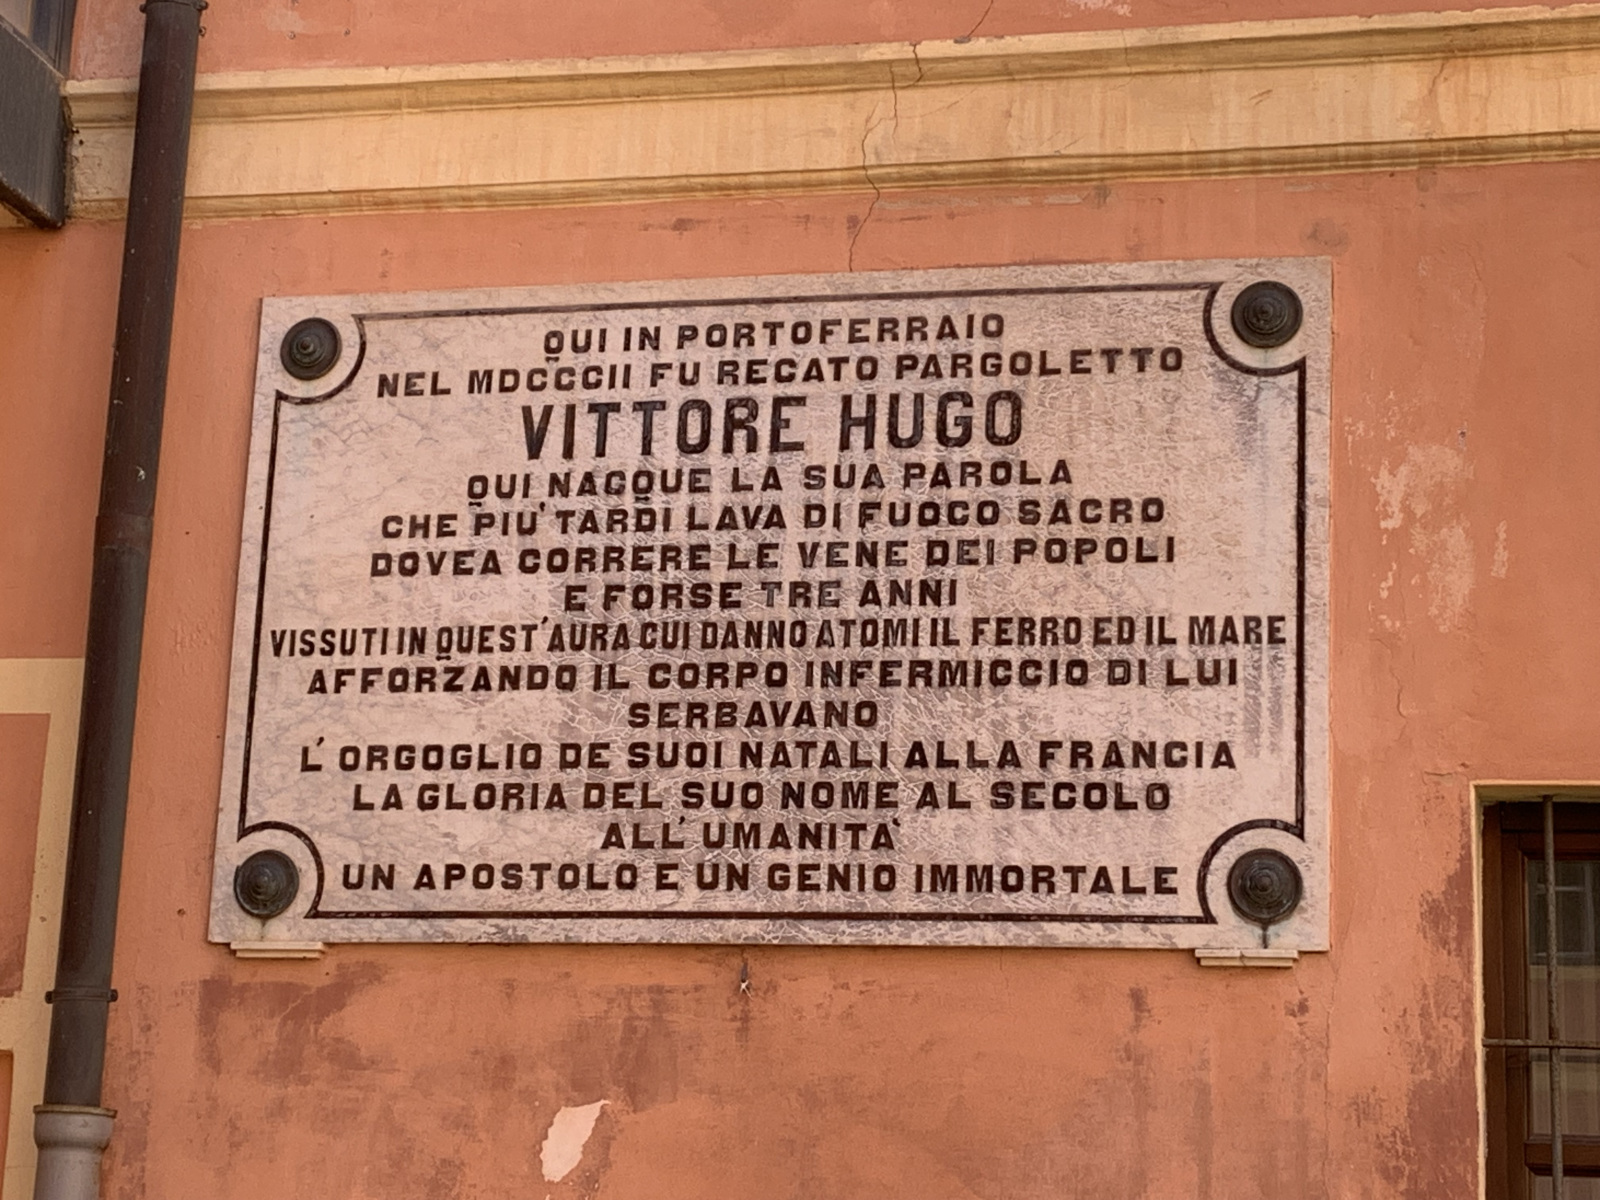 QUI IN PORTOFERRAIO
NEL MDCCCII FU RECATO PARGOLETTO
VITTORE HUGO
QUI NACQUE LA SUA PAROLA
CHE PIU' TARDI LAVA DI FUOCO SACRO
DOVEA CORRERE LE VENE DEI POPOLI
E FORSE TRE ANNI
VISSUTI IN QUEST'AURA CUI DANNO ATOMI IL FERRO ED IL MARE
AFFORZANDO IL CORPO INFERMICCIO DI LUI
SERBAVANO
L'ORGOGLIO DE SUOI NATALI ALLA FRANCIA
LA GLORIA DEL SUO NOME AL SECOLO
ALL'UMANITÀ
UN APOSTOLO E UN GENIO IMMORTALE